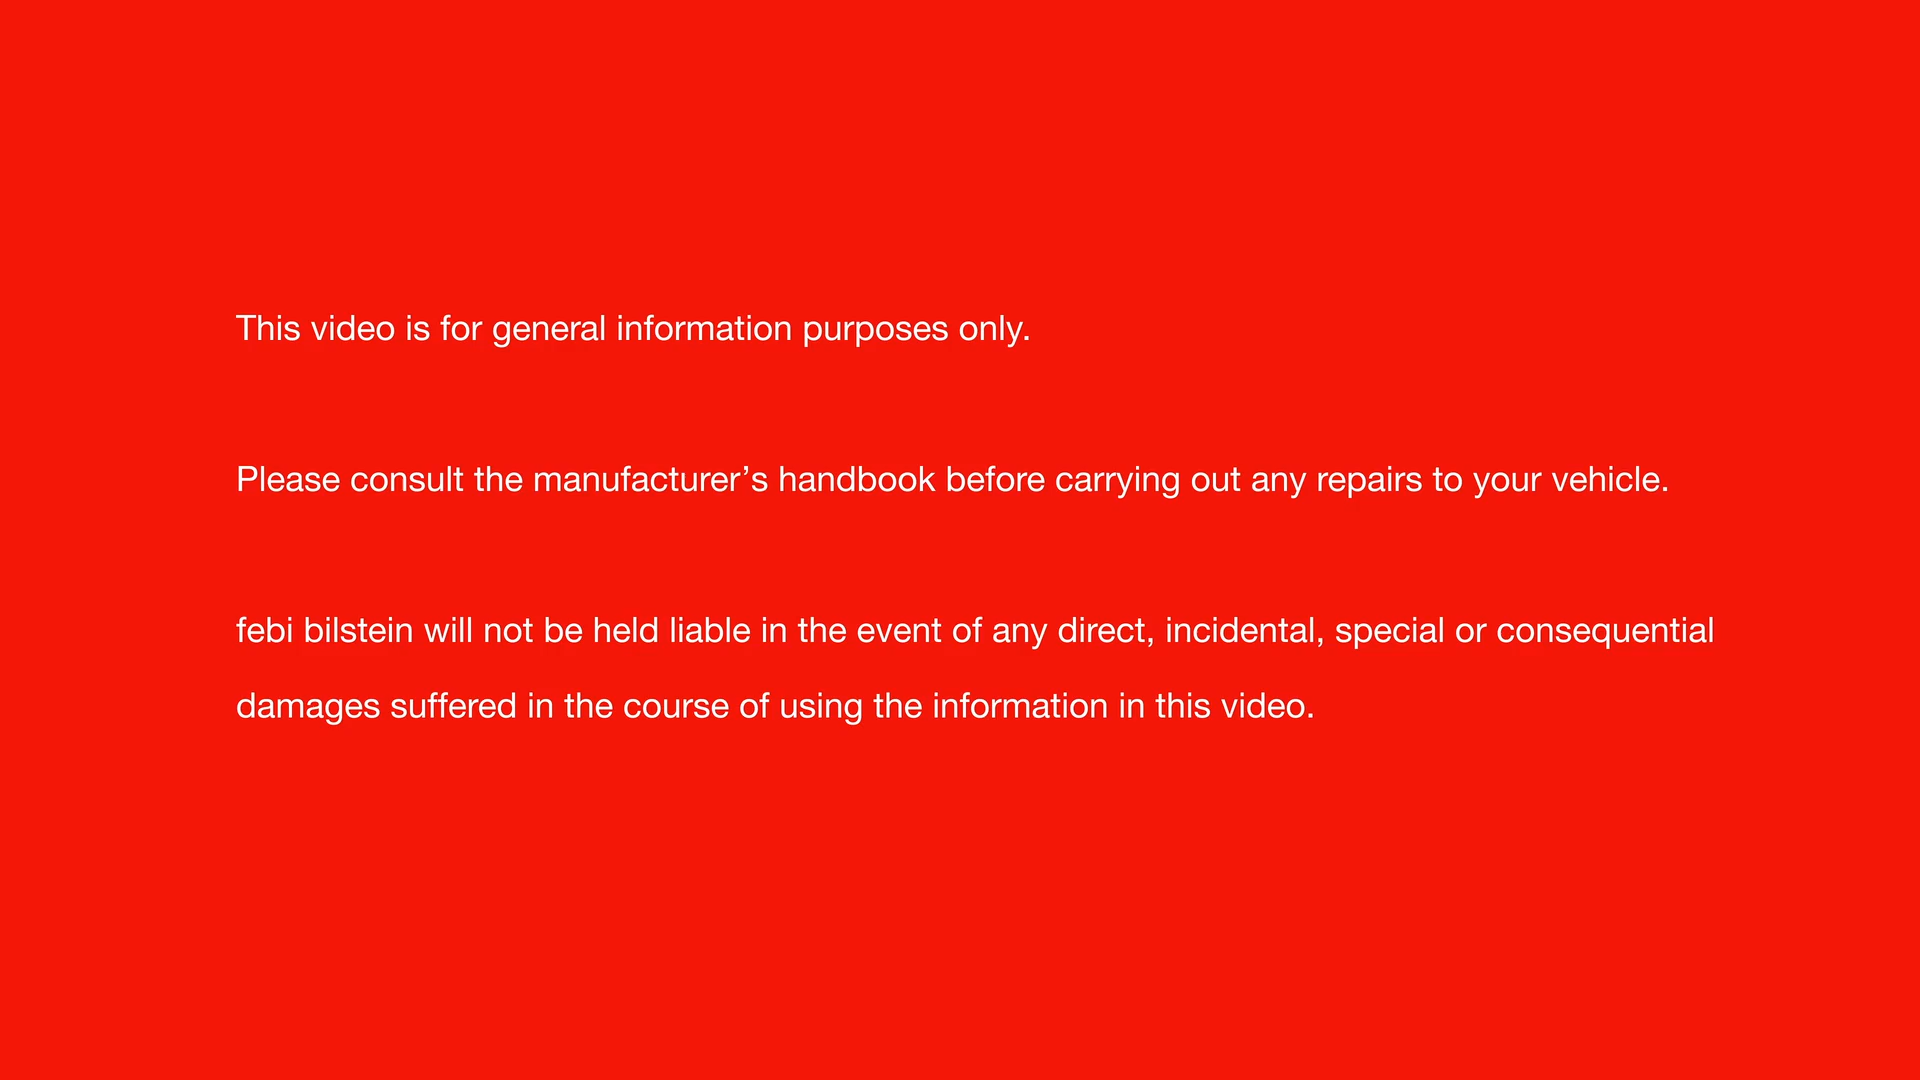 This video is for general information purposes only.
Please consult the manufacturer’s handbook before carrying out any repairs to your vehicle.
febi bilstein will not be held liable in the event of any direct, incidental, special or consequential
damages suffered in the course of using the information in this video.